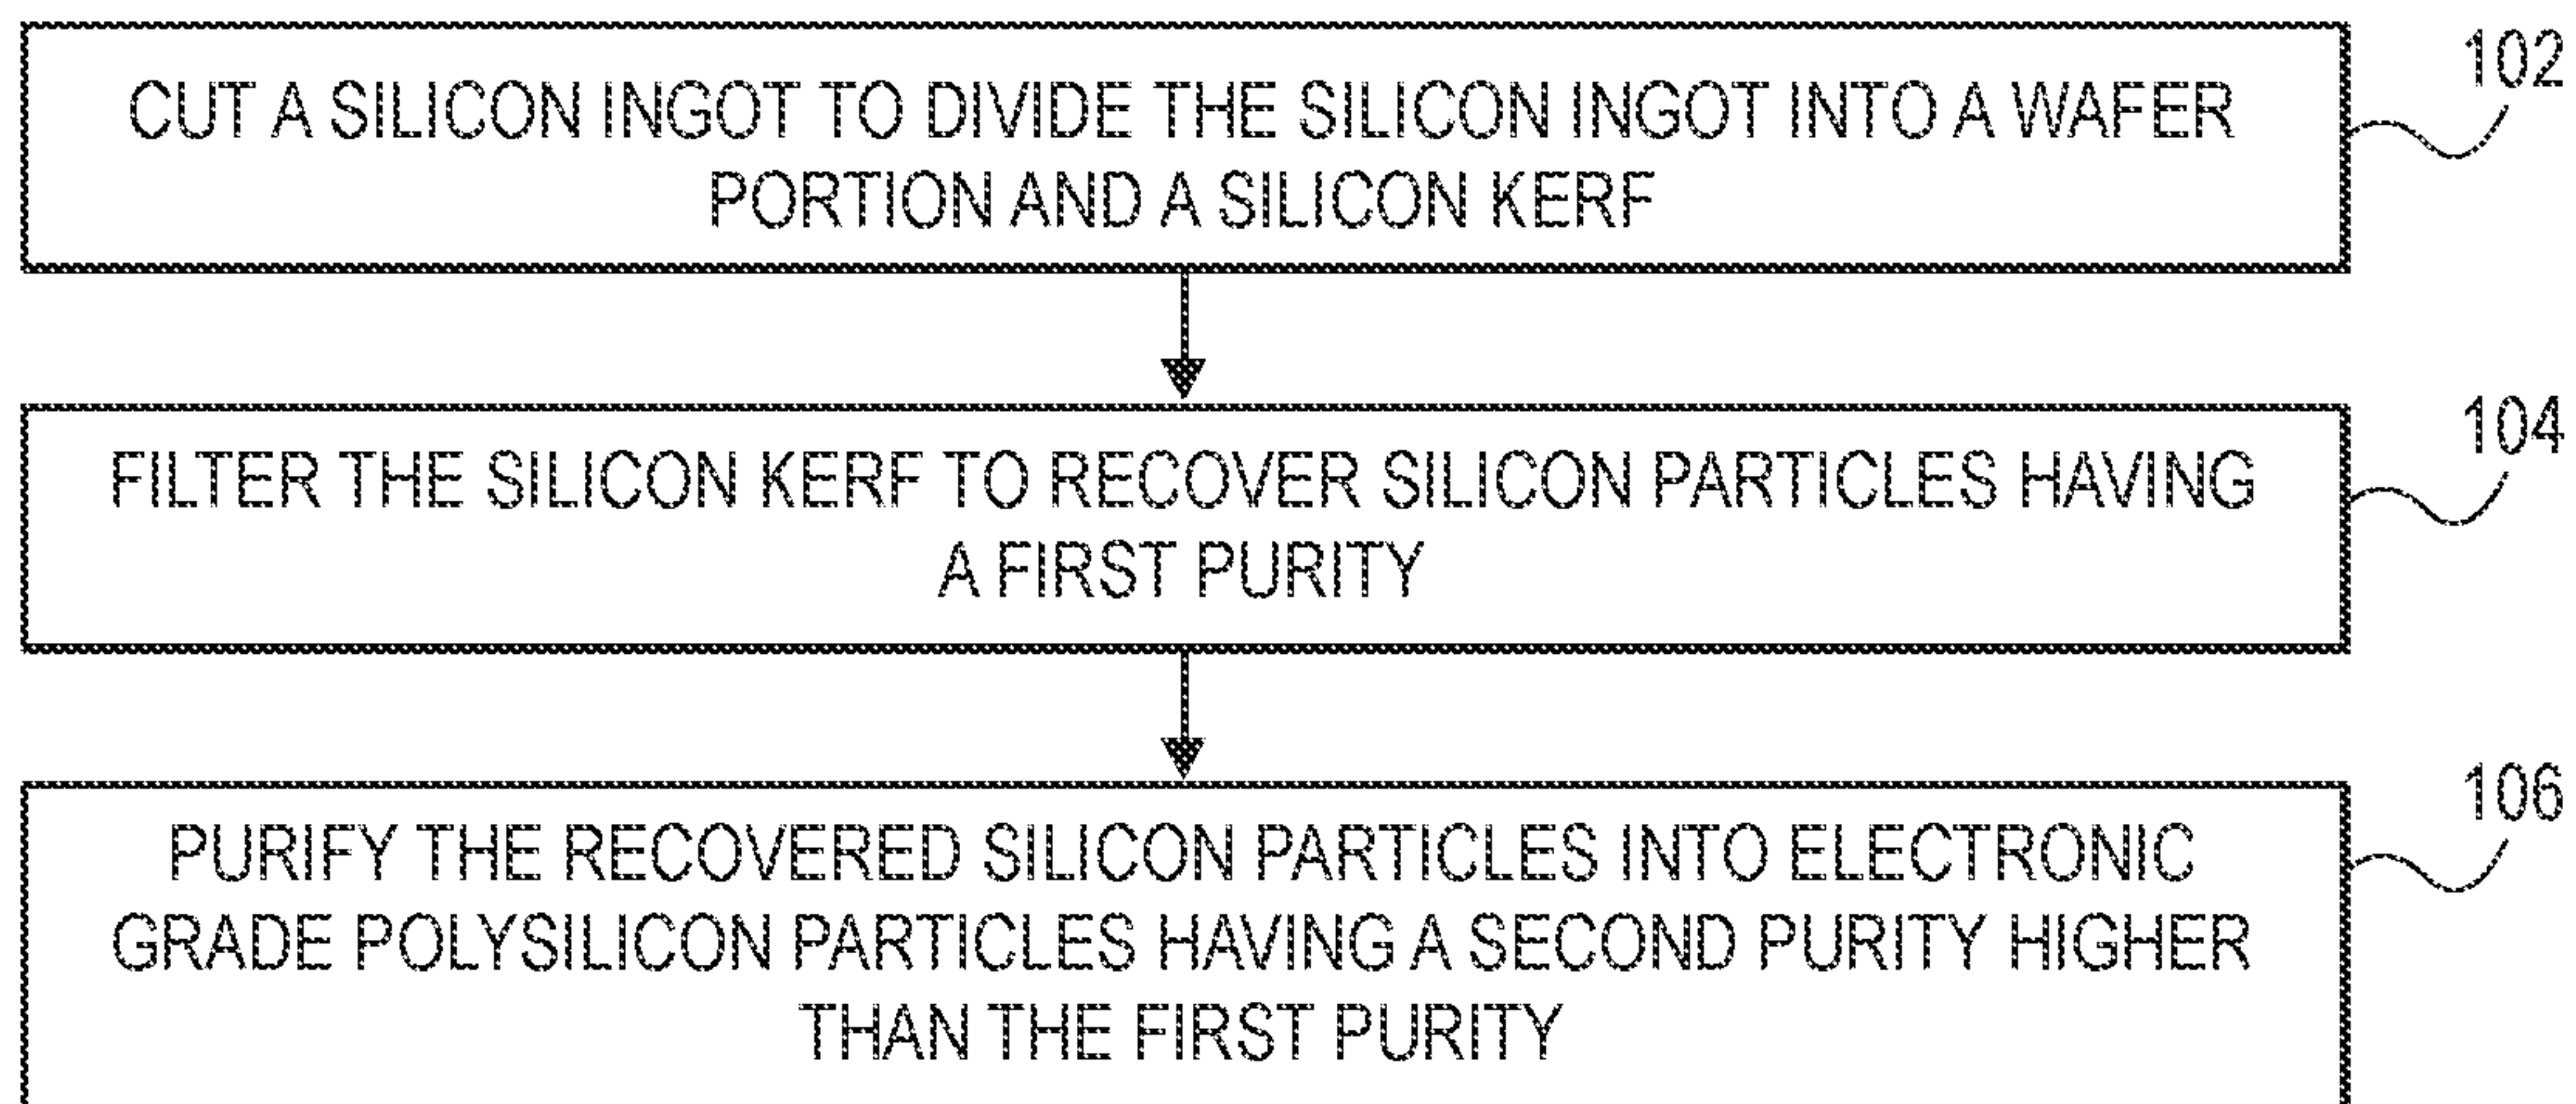 102
CUT A SILICON INGOT TO DIVIDE THE SILICON INGOT INTO A WAFER
PORTION AND A SILICON KERF
104
FILTER THE SILICON KERF TO RECOVER SILICON PARTICLES HAVING
A FIRST PURITY
106
PURIFY THE RECOVERED SILICON PARTICLES INTO ELECTRONIC
GRADE POLYSILICON PARTICLES HAVING A SECOND PURITY HIGHER
THAN THE FIRST PURITY